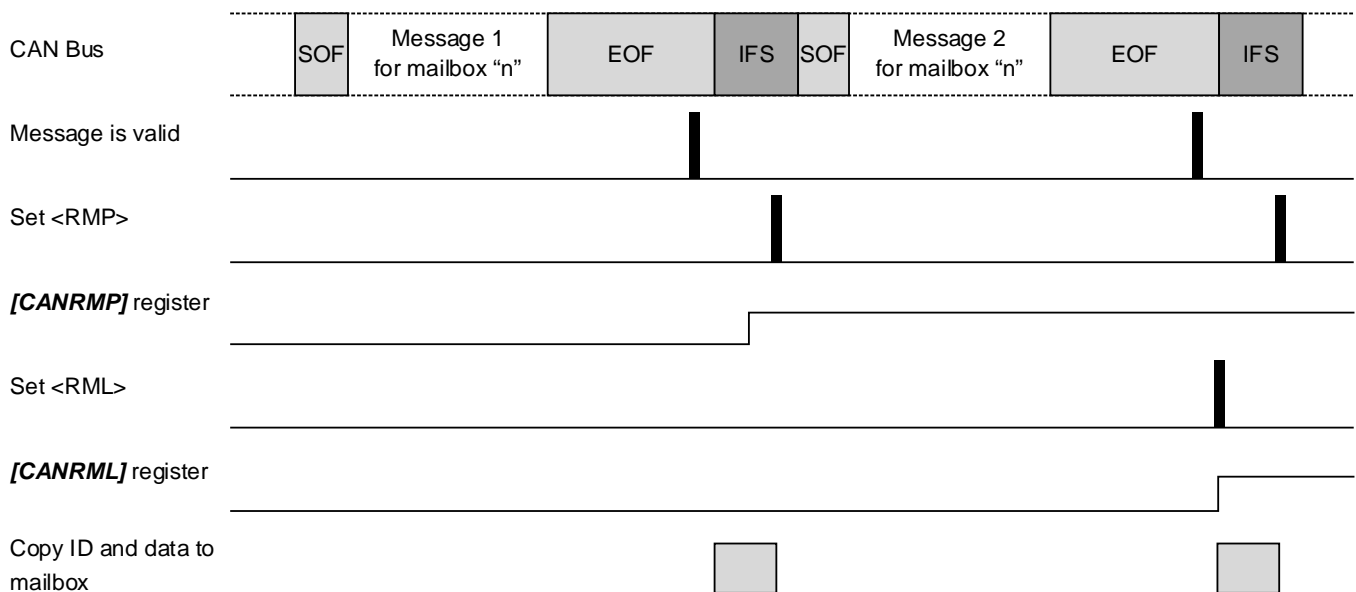 CAN Bus
SOF
Message 1
for mailbox “n”
EOF
IFS
SOF
Message 2
for mailbox “n”
EOF
IFS
Message is valid
Set <RMP>
[CANRMP] register
Set <RML>
[CANRML] register
Copy ID and data to
mailbox